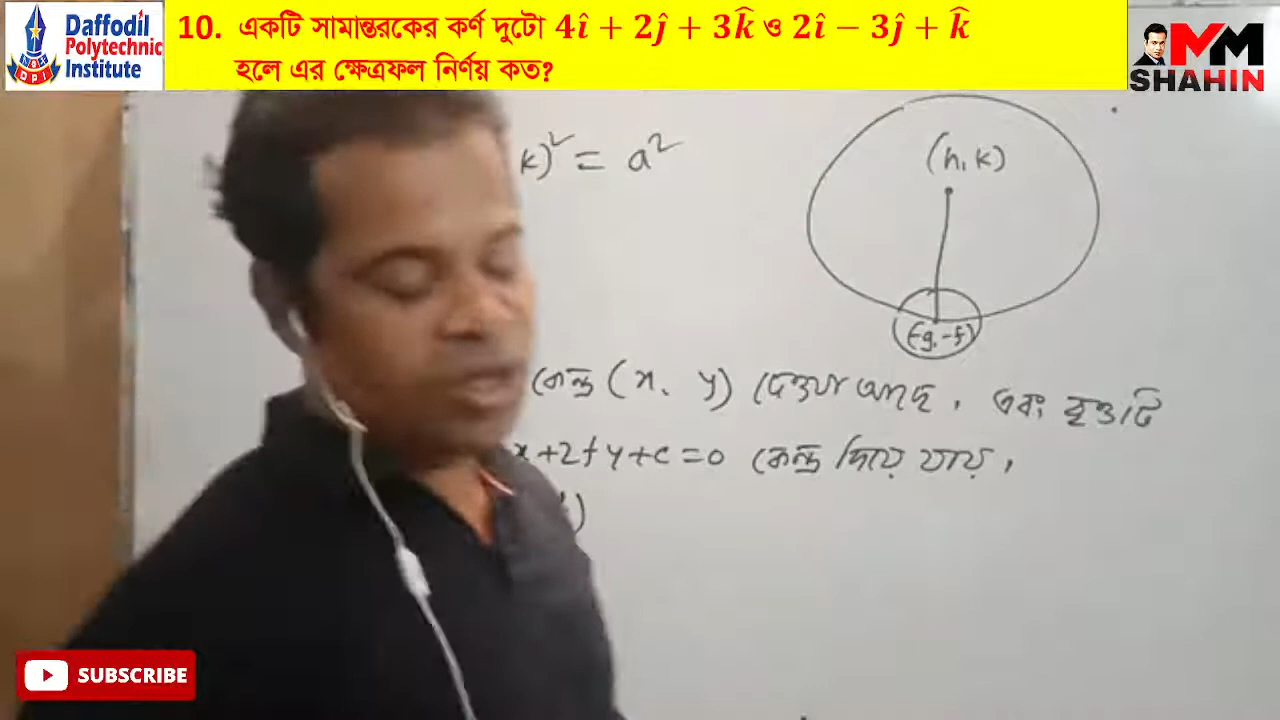 Daffodil
Polytechnic
Institute
10. একটি সামান্তরকের কর্ণ দুটো 4î + 2ĵ + 3k̂ ও 2î − 3ĵ + k̂
হলে এর ক্ষেত্রফল নির্ণয় কত?
MM
SHAHIN
k)² = a²
(h, k)
(-g, -f)
কেন্দ্র (x, y) দেওয়া আছে, এবং বৃত্তটি
x+2fy+c=0 কেন্দ্র দিয়ে যায়,
SUBSCRIBE